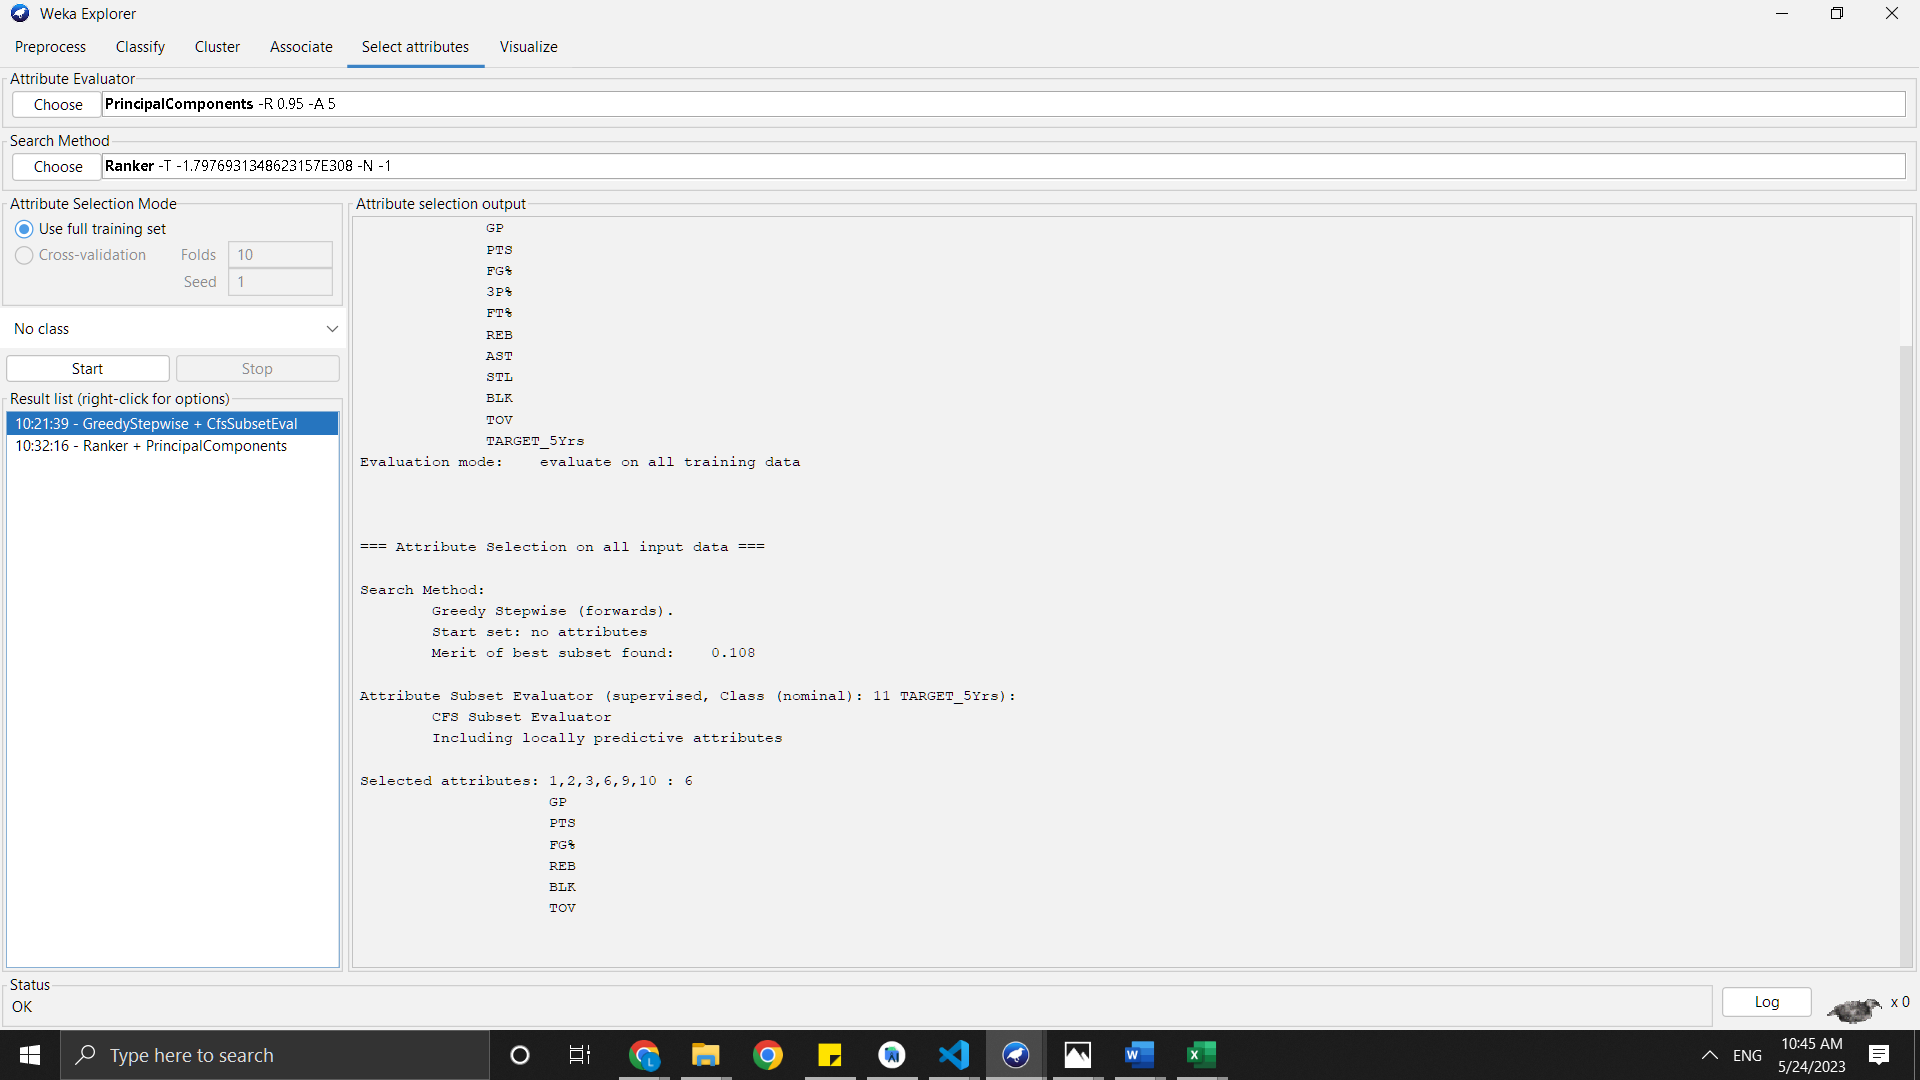 Weka Explorer
Preprocess Classify Cluster Associate Select attributes Visualize
Attribute Evaluator
Choose PrincipalComponents -R 0.95 -A 5
Search Method
Choose Ranker -T -1.7976931348623157E308 -N -1
Attribute Selection Mode
Use full training set
Cross-validation Folds 10
Seed 1
No class
Start Stop
Result list (right-click for options)
10:21:39 - GreedyStepwise + CfsSubsetEval
10:32:16 - Ranker + PrincipalComponents
Attribute selection output
GP
PTS
FG%
3P%
FT%
REB
AST
STL
BLK
TOV
TARGET_5Yrs
Evaluation mode: evaluate on all training data
=== Attribute Selection on all input data ===
Search Method:
Greedy Stepwise (forwards).
Start set: no attributes
Merit of best subset found: 0.108
Attribute Subset Evaluator (supervised, Class (nominal): 11 TARGET_5Yrs):
CFS Subset Evaluator
Including locally predictive attributes
Selected attributes: 1,2,3,6,9,10 : 6
GP
PTS
FG%
REB
BLK
TOV
Status
OK
Log x 0
Type here to search
ENG
10:45 AM
5/24/2023